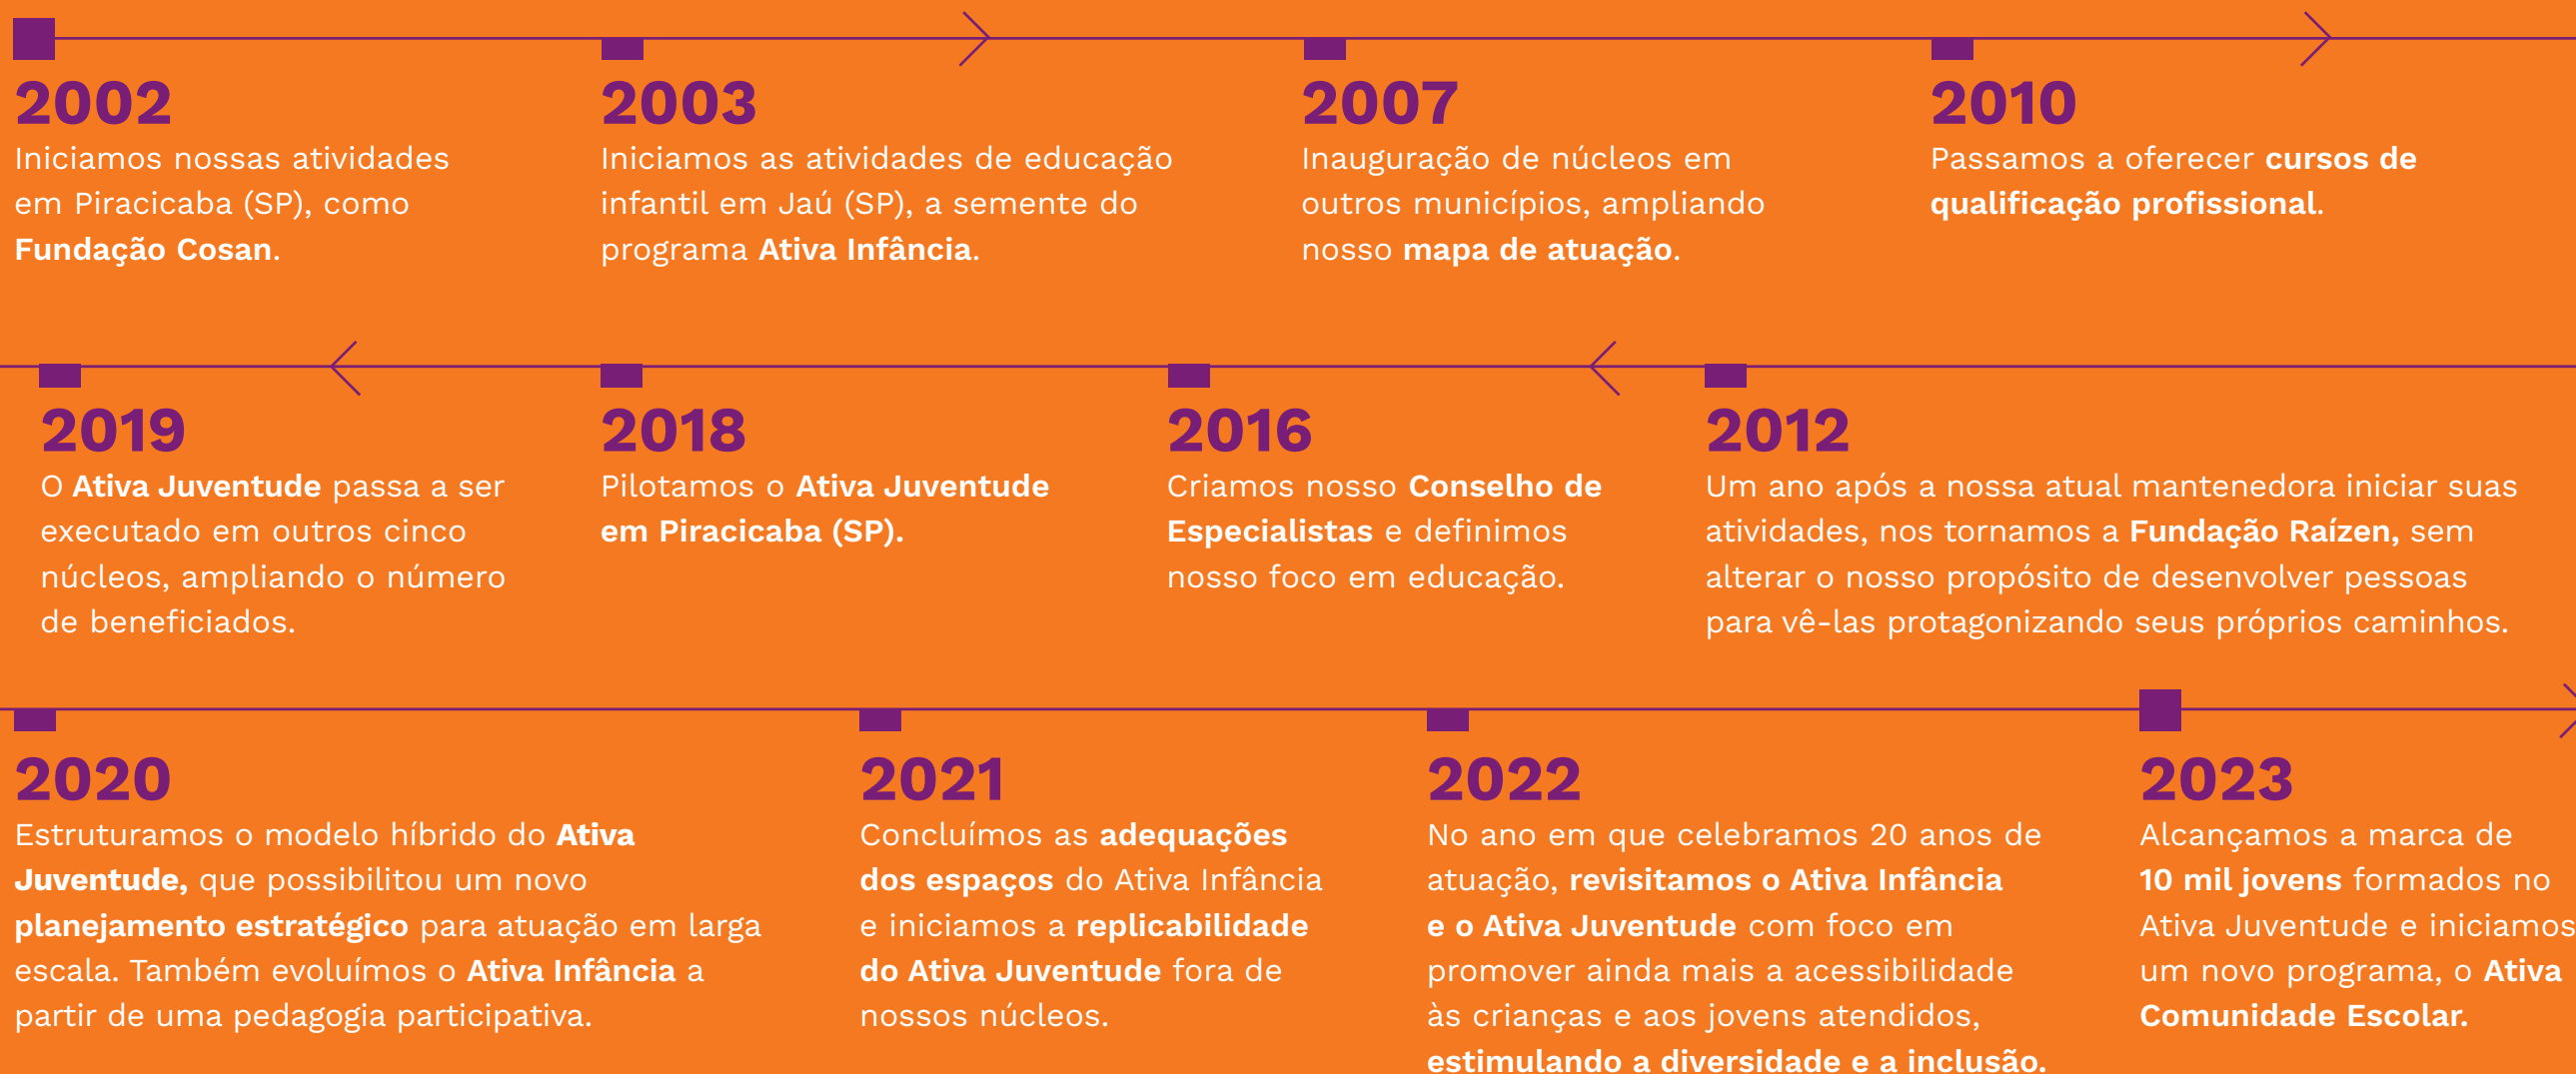 2002
Iniciamos nossas atividades
em Piracicaba (SP), como
Fundação Cosan.
2003
Iniciamos as atividades de educação
infantil em Jaú (SP), a semente do
programa Ativa Infância.
2007
Inauguração de núcleos em
outros municípios, ampliando
nosso mapa de atuação.
2010
Passamos a oferecer cursos de
qualificação profissional.
2012
Um ano após a nossa atual mantenedora iniciar suas
atividades, nos tornamos a Fundação Raízen, sem
alterar o nosso propósito de desenvolver pessoas
para vê-las protagonizando seus próprios caminhos.
2016
Criamos nosso Conselho de
Especialistas e definimos
nosso foco em educação.
2018
Pilotamos o Ativa Juventude
em Piracicaba (SP).
2019
O Ativa Juventude passa a ser
executado em outros cinco
núcleos, ampliando o número
de beneficiados.
2020
Estruturamos o modelo híbrido do Ativa
Juventude, que possibilitou um novo
planejamento estratégico para atuação em larga
escala. Também evoluímos o Ativa Infância a
partir de uma pedagogia participativa.
2021
Concluímos as adequações
dos espaços do Ativa Infância
e iniciamos a replicabilidade
do Ativa Juventude fora de
nossos núcleos.
2022
No ano em que celebramos 20 anos de
atuação, revisitamos o Ativa Infância
e o Ativa Juventude com foco em
promover ainda mais a acessibilidade
às crianças e aos jovens atendidos,
estimulando a diversidade e a inclusão.
2023
Alcançamos a marca de
10 mil jovens formados no
Ativa Juventude e iniciamos
um novo programa, o Ativa
Comunidade Escolar.